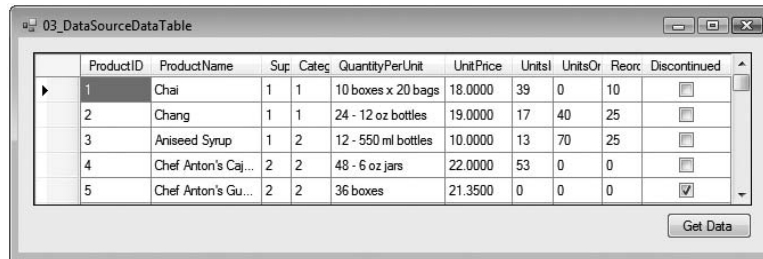 03_DataSourceDataTable
ProductID ProductName Sup Categ QuantityPerUnit UnitPrice UnitsI UnitsOr Reorc Discontinued
1 Chai 1 1 10 boxes x 20 bags 18.0000 39 0 10
2 Chang 1 1 24 - 12 oz bottles 19.0000 17 40 25
3 Aniseed Syrup 1 2 12 - 550 ml bottles 10.0000 13 70 25
4 Chef Anton's Caj... 2 2 48 - 6 oz jars 22.0000 53 0 0
5 Chef Anton's Gu... 2 2 36 boxes 21.3500 0 0 0
Get Data